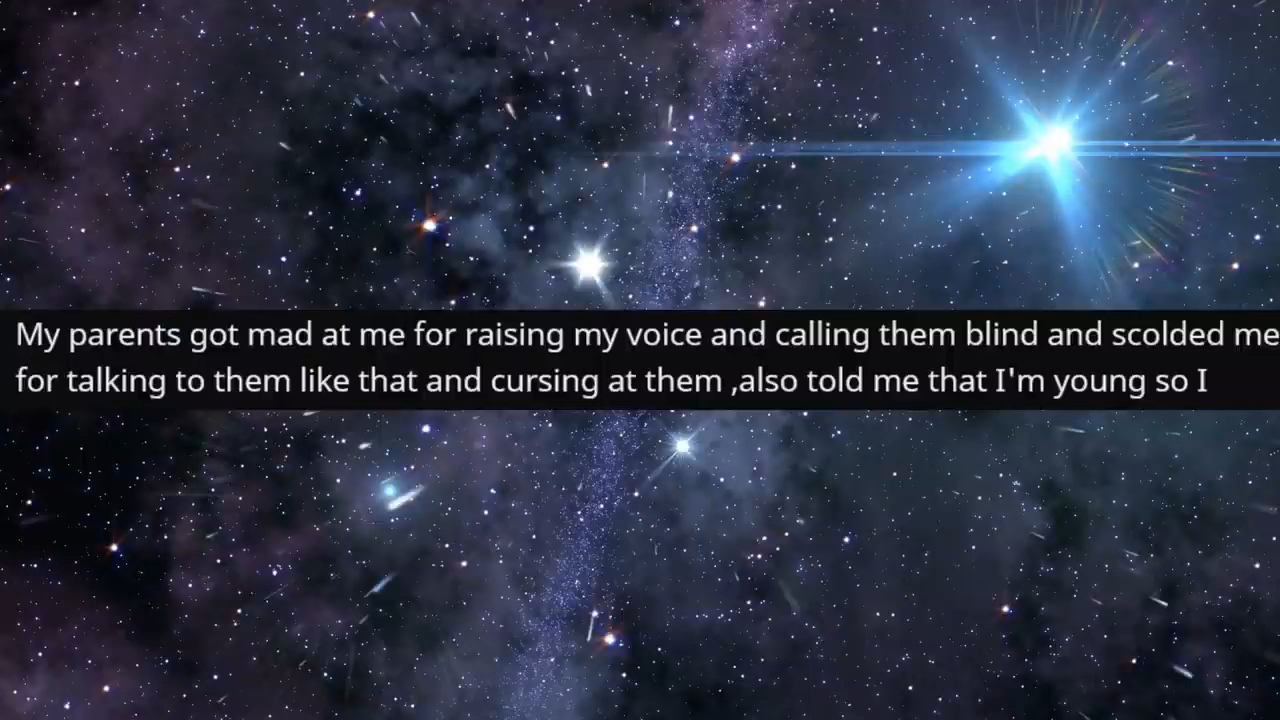 My parents got mad at me for raising my voice and calling them blind and scolded me
for talking to them like that and cursing at them ,also told me that I'm young so I